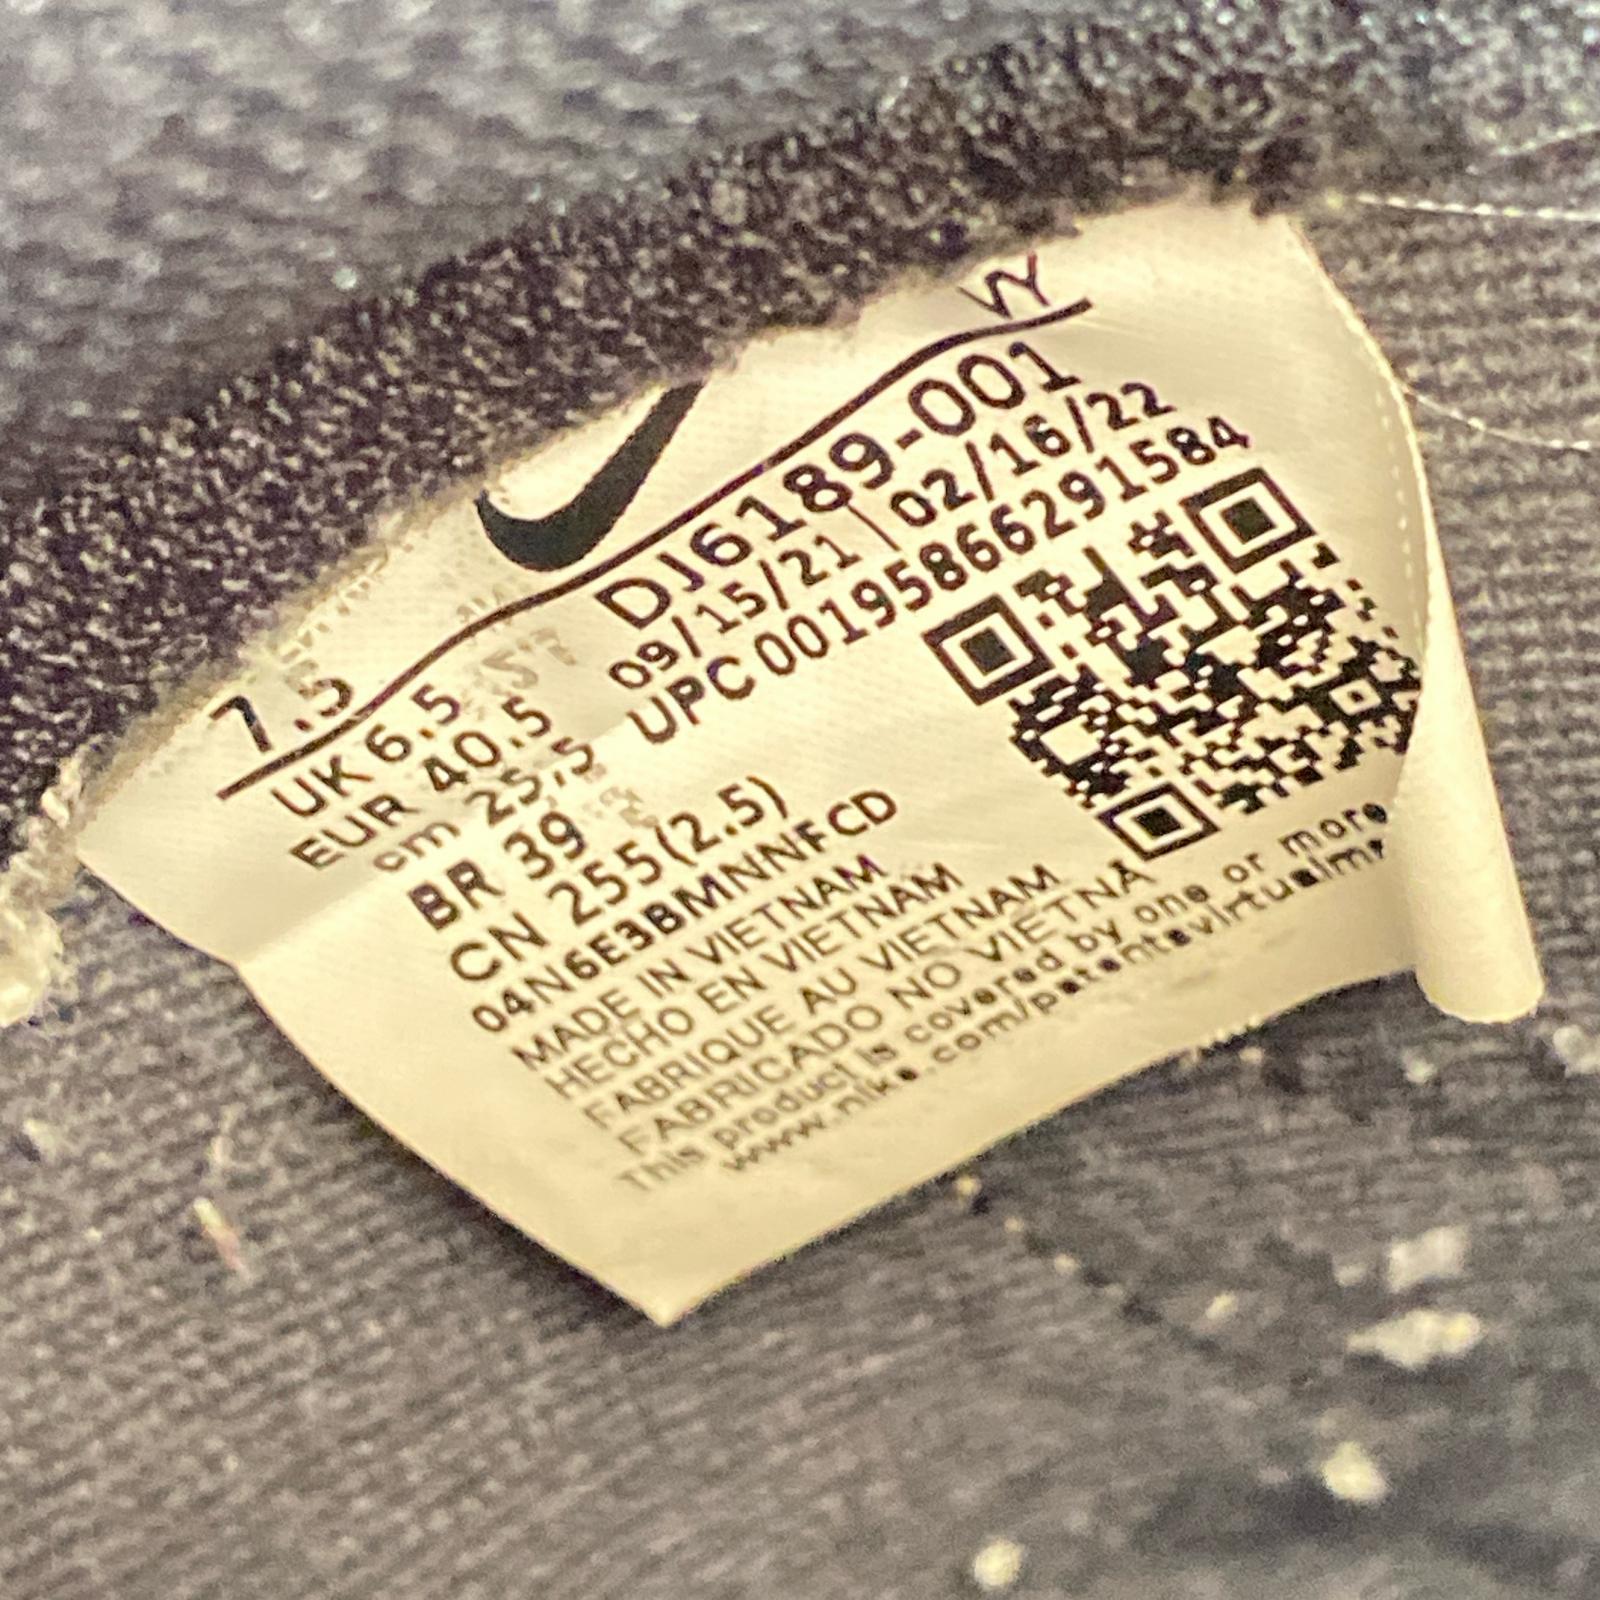 VY
7.5
DJ6189-001
UK 6.5
09/15/21 | 02/16/22
EUR 40.5
UPC 00195866291584
cm 25.5
BR 39
CN 255(2.5)
04N6E3BMNNFCD
MADE IN VIETNAM
HECHO EN VIETNAM
FABRIQUE AU VIETNAM
FABRICADO NO VIETNÃ
This product is covered by one or more
www.nike.com/patentsvirtualma